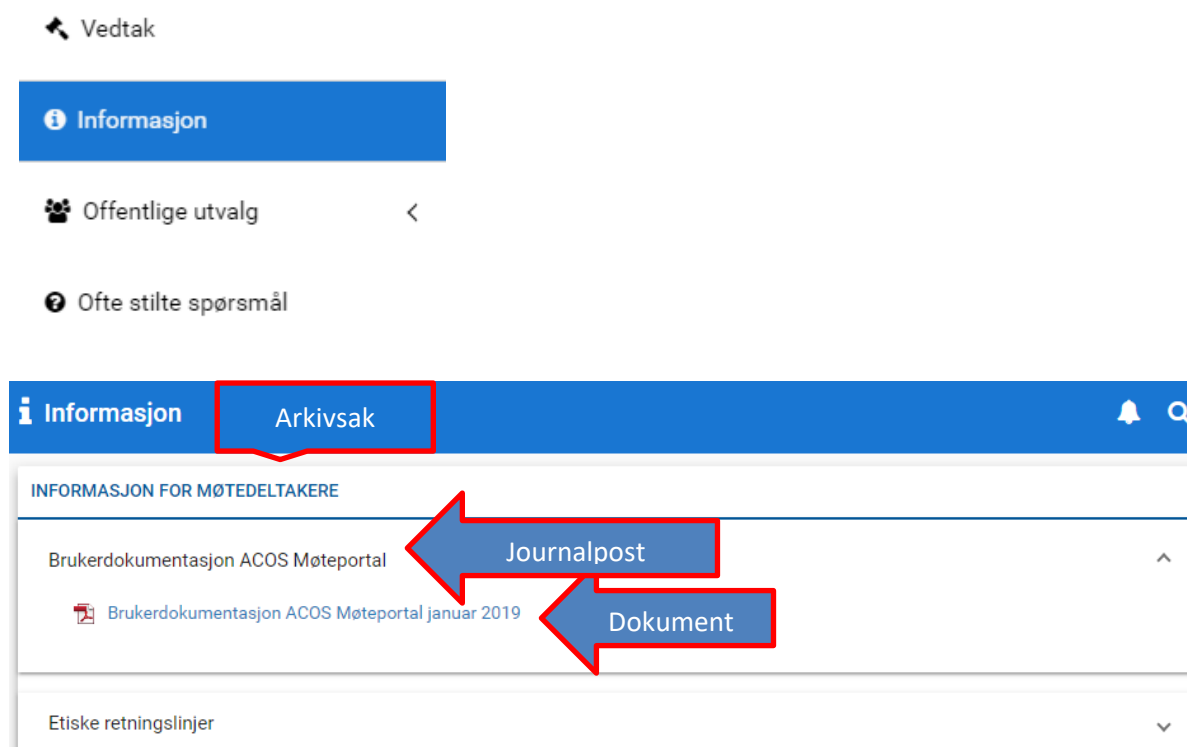 Vedtak
Informasjon
Offentlige utvalg
Ofte stilte spørsmål
Informasjon
Arkivsak
INFORMASJON FOR MØTEDELTAKERE
Brukerdokumentasjon ACOS Møteportal
Journalpost
Brukerdokumentasjon ACOS Møteportal januar 2019
Dokument
Etiske retningslinjer